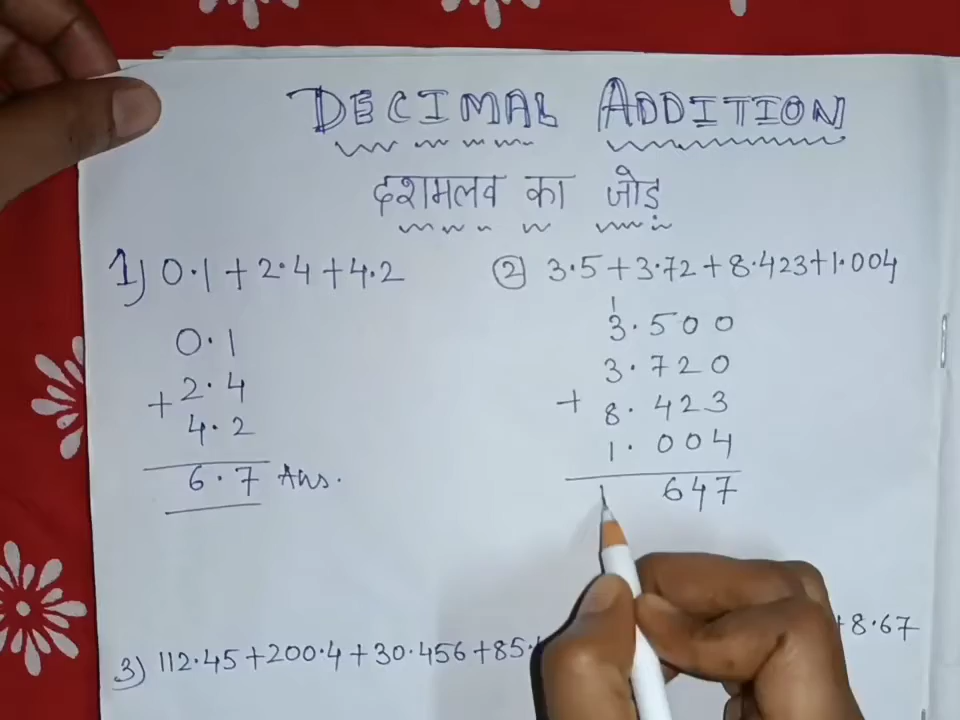 DECIMAL ADDITION
दशमलव का जोड़
1) 0.1+2.4+4.2
0.1
+ 2.4
4.2
6.7 Ans.
② 3.5+3.72+8.423+1.004
1
3.500
3.720
+ 8.423
1.004
1 647
3) 112.45+200.4+30.456+85. +8.67